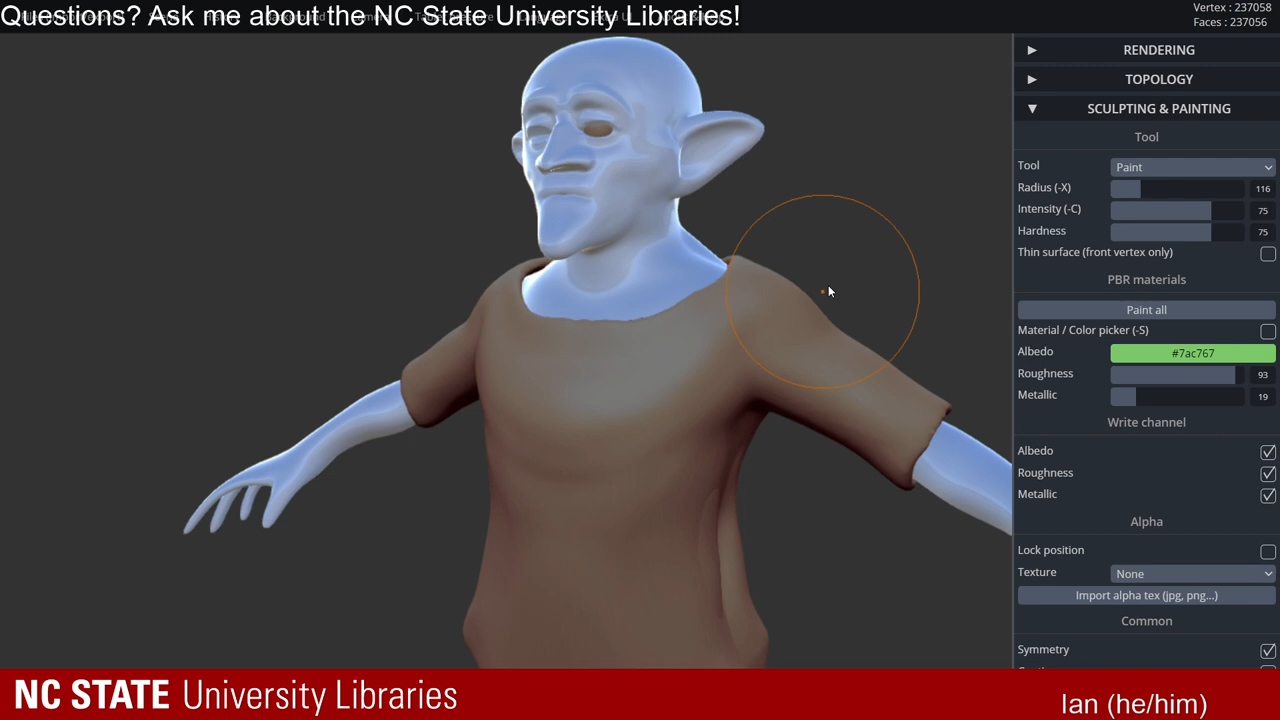 Questions? Ask me about the NC State University Libraries!
Vertex : 237058
Faces : 237056
RENDERING
TOPOLOGY
SCULPTING & PAINTING
Tool
Tool Paint
Radius (-X) 116
Intensity (-C) 75
Hardness 75
Thin surface (front vertex only)
PBR materials
Paint all
Material / Color picker (-S)
Albedo #7ac767
Roughness 93
Metallic 19
Write channel
Albedo
Roughness
Metallic
Alpha
Lock position
Texture None
Import alpha tex (jpg, png...)
Common
Symmetry
NC STATE University Libraries
Ian (he/him)